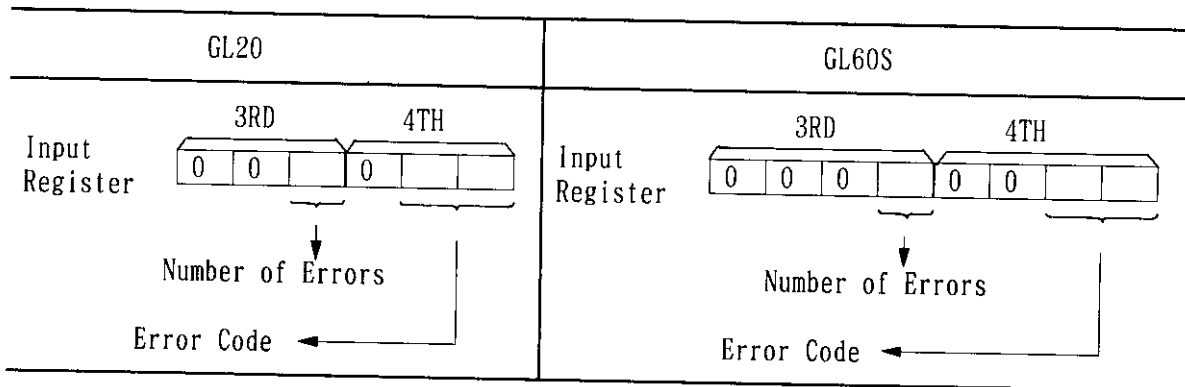 GL20
GL60S
3RD 4TH
Input
Register
0 0 0
Number of Errors
Error Code
3RD 4TH
Input
Register
0 0 0 0 0
Number of Errors
Error Code